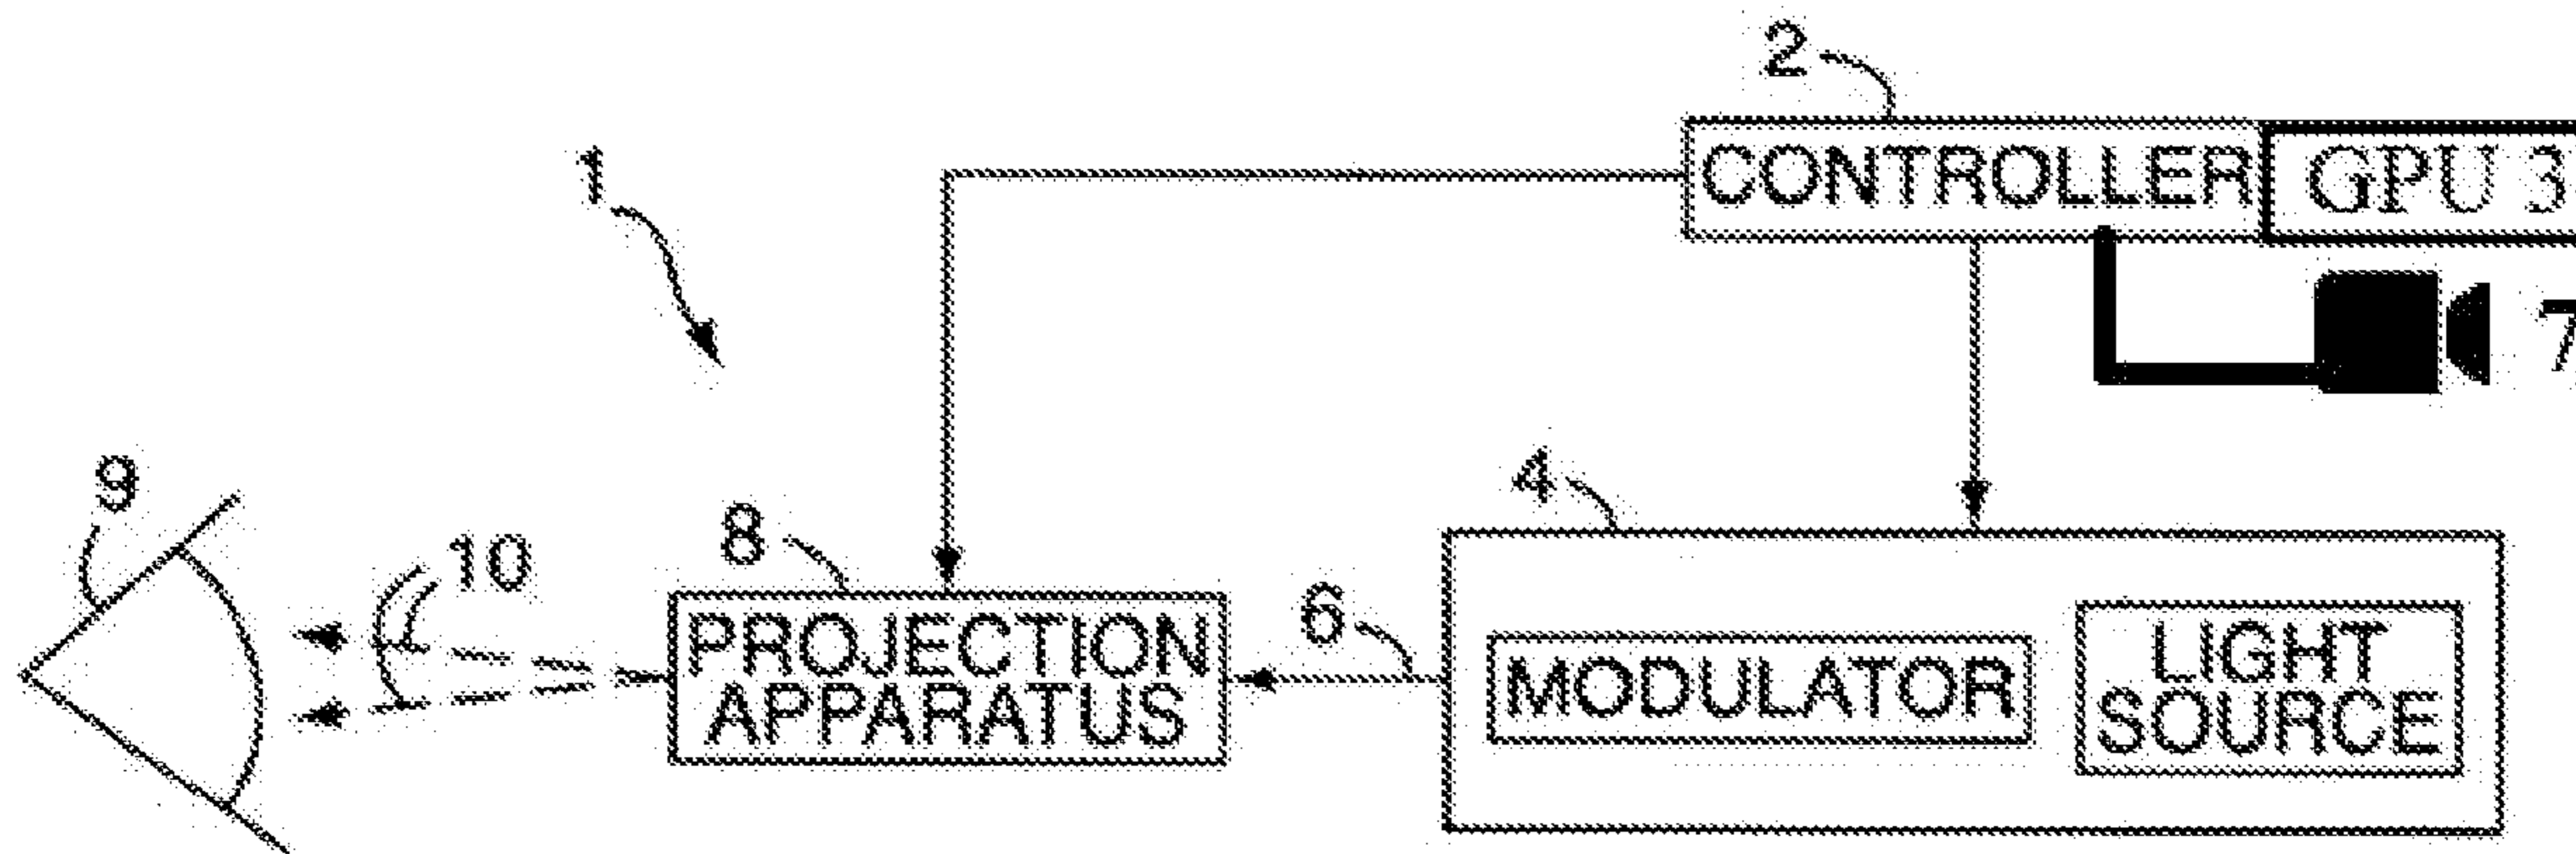 2
CONTROLLER GPU 3
1
7
9
4
8
10
6
PROJECTION
APPARATUS
MODULATOR
LIGHT
SOURCE